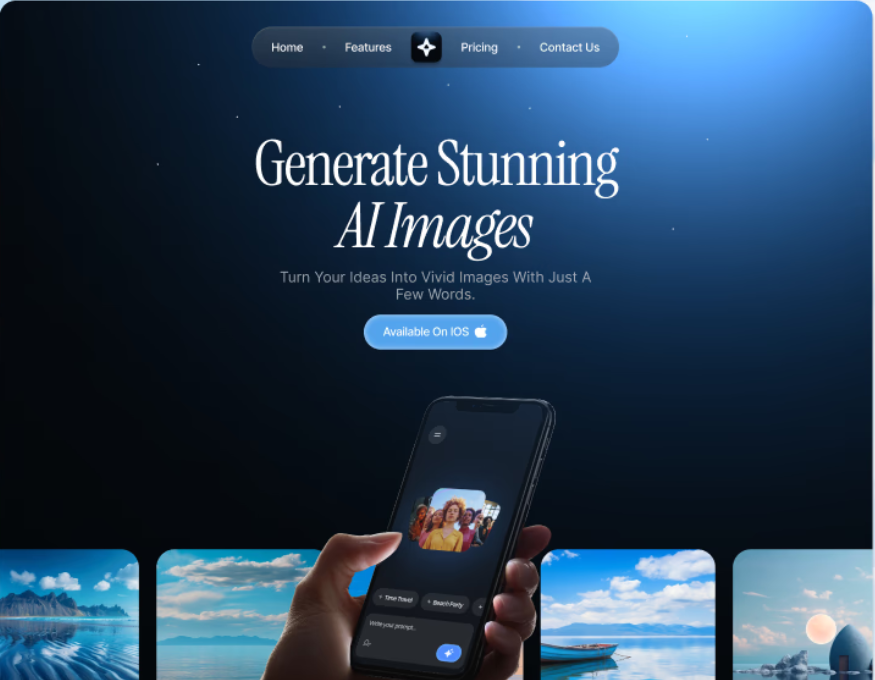 Home • Features Pricing • Contact Us
Generate Stunning
AI Images
Turn Your Ideas Into Vivid Images With Just A
Few Words.
Available On IOS
+ Time Travel + Beach Party +
Write your prompt...